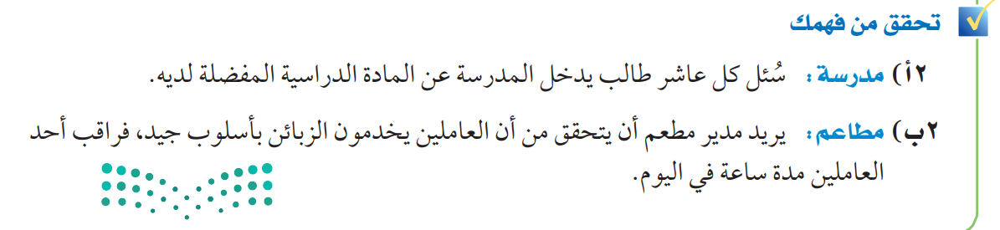 تحقق من فهمك
٢أ) مدرسة: سُئل كل عاشر طالب يدخل المدرسة عن المادة الدراسية المفضلة لديه.
٢ب) مطاعم: يريد مدير مطعم أن يتحقق من أن العاملين يخدمون الزبائن بأسلوب جيد، فراقب أحد
العاملين مدة ساعة في اليوم.